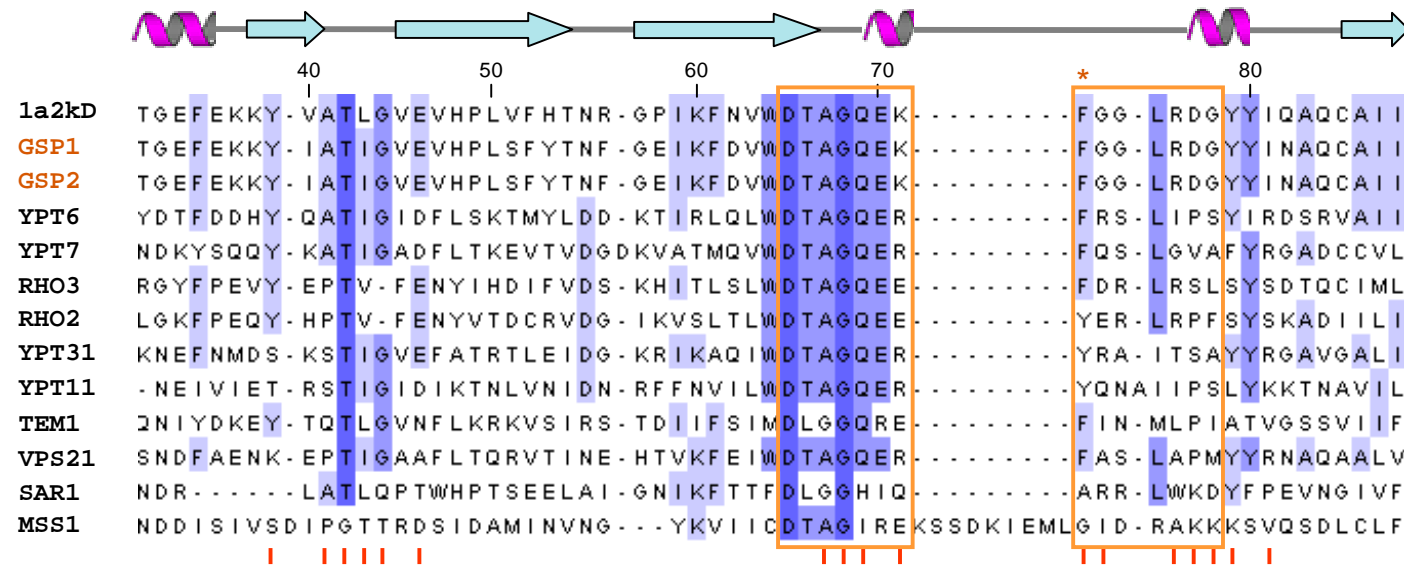 40 50 60 70 * 80
1a2kD TGEFEKKY-VATLGVEVHPLVFHTNR-GPIKFNVWDTAGQEK---------FGG-LRDGYYIQAQCAII
GSP1 TGEFEKKY-IATIGVEVHPLSFYTNF-GEIKFDVWDTAGQEK---------FGG-LRDGYYINAQCAII
GSP2 TGEFEKKY-IATIGVEVHPLSFYTNF-GEIKFDVWDTAGQEK---------FGG-LRDGYYINAQCAII
YPT6 YDTFDDHY-QATIGIDFLSKTMYLDD-KTIRLQLWDTAGQER---------FRS-LIPSYIRDSRVAII
YPT7 NDKYSQQY-KATIGADFLTKEVTVDGDKVATMQVWDTAGQER---------FQS-LGVAFYRGADCCVL
RHO3 RGYFPEVY-EPTV-FENYIHDIFVDS-KHITLSLWDTAGQEE---------FDR-LRSLSYSDTQCIML
RHO2 LGKFPEQY-HPTV-FENYVTDCRVDG-IKVSLTLWDTAGQEE---------YER-LRPFSYSKADIILI
YPT31 KNEFNMDS-KSTIGVEFATRTLEIDG-KRIKAQIWDTAGQER---------YRA-ITSAYYRGAVGALI
YPT11 -NEIVIET-RSTIGIDIKTNLVNIDN-RFFNVILWDTAGQER---------YQNAIIPSLYKKTNAVIL
TEM1 QNIYDKEY-TQTLGVNFLKRKVSIRS-TDIIFSIMDLGGQRE---------FIN-MLPIATVGSSVIIF
VPS21 SNDFAENK-EPTIGAAFLTQRVTINE-HTVKFEIWDTAGQER---------FAS-LAPMYYRNAQAALV
SAR1 NDR------LATLQPTWHPTSEELAI-GNIKFTTFDLGGHIQ---------ARR-LWKDYFPEVNGIVF
MSS1 NDDISIVSDIPGTTRDSIDAMINVNG---YKVIICDTAGIREKSSDKIEMLGID-RAKKKSVQSDLCLF